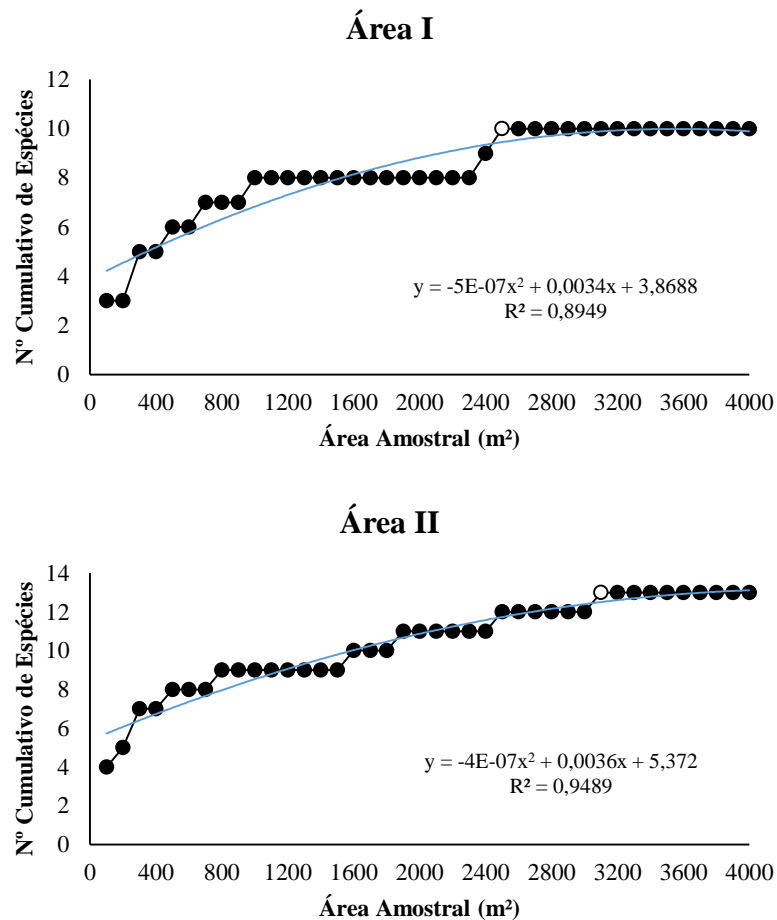 Área I
Nº Cumulativo de Espécies
12
10
8
6
4
2
0
y = -5E-07x² + 0,0034x + 3,8688
R² = 0,8949
0 400 800 1200 1600 2000 2400 2800 3200 3600 4000
Área Amostral (m²)
Área II
Nº Cumulativo de Espécies
14
12
10
8
6
4
2
0
y = -4E-07x² + 0,0036x + 5,372
R² = 0,9489
0 400 800 1200 1600 2000 2400 2800 3200 3600 4000
Área Amostral (m²)